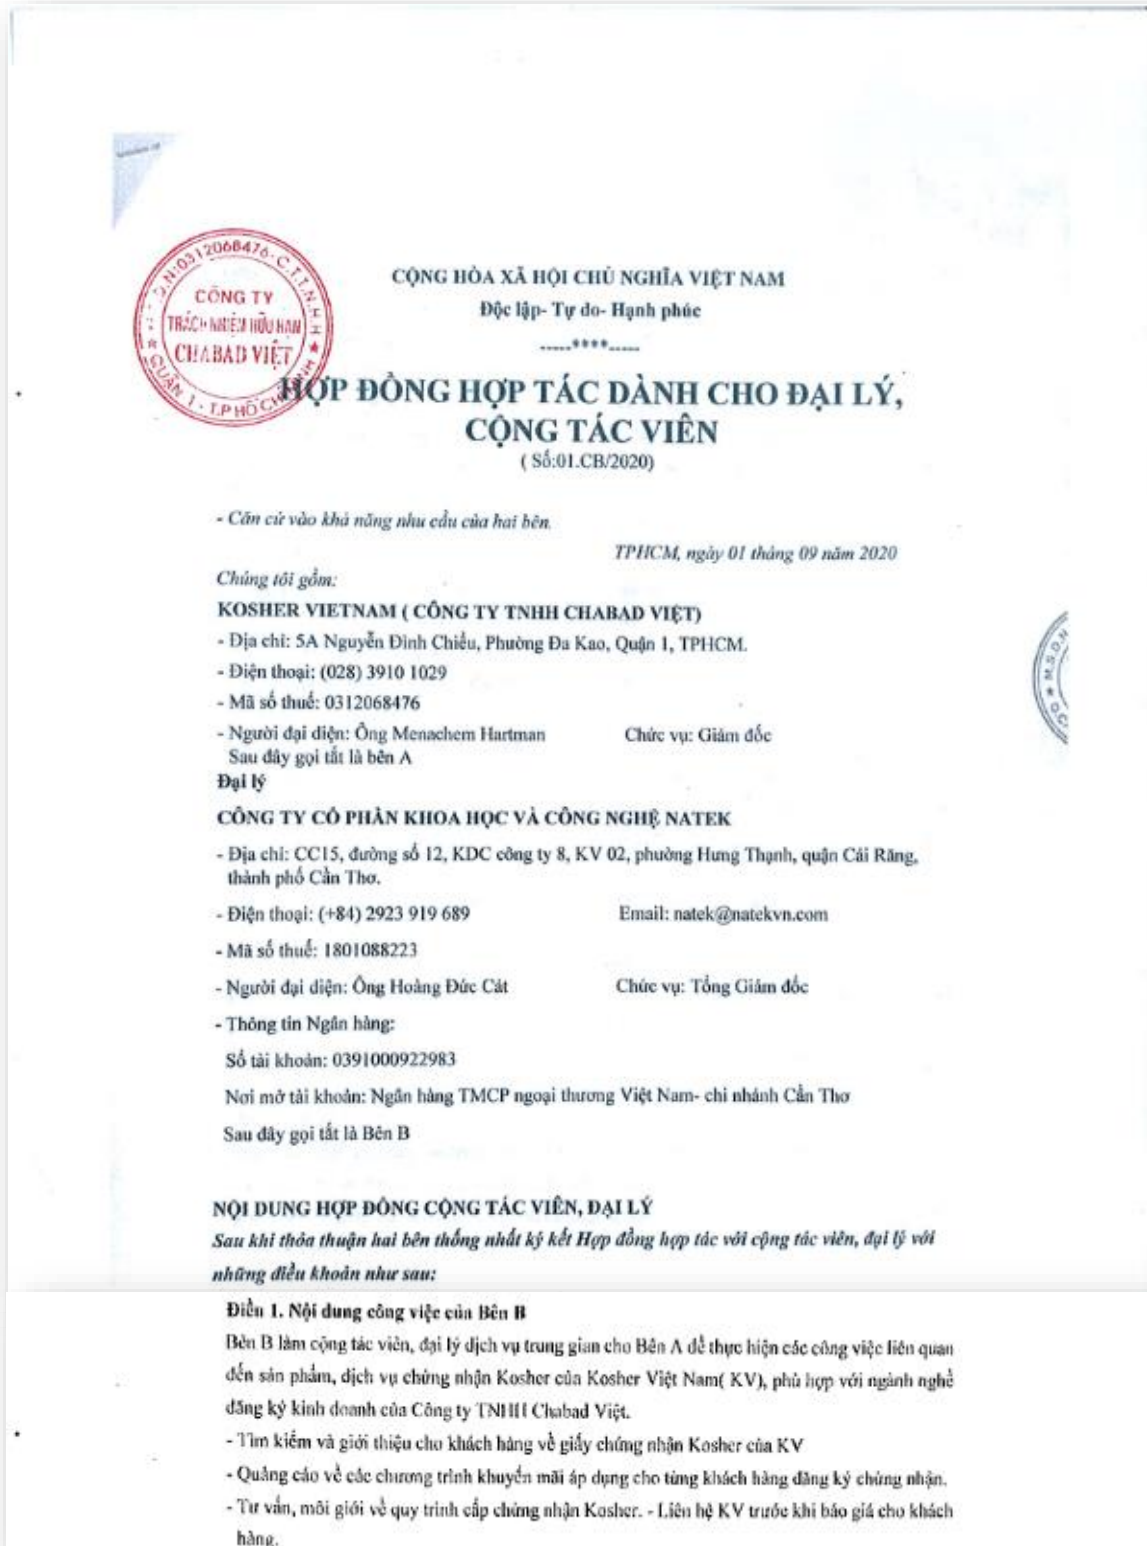 M.S.D.N:0312068476-C.T.T.N.H.H
CÔNG TY
TRÁCH NHIỆM HỮU HẠN
CHABAD VIỆT
QUẬN 1 - T.P HỒ CHÍ MINH
CỘNG HÒA XÃ HỘI CHỦ NGHĨA VIỆT NAM
Độc lập- Tự do- Hạnh phúc
-----****-----
HỢP ĐỒNG HỢP TÁC DÀNH CHO ĐẠI LÝ,
CỘNG TÁC VIÊN
( Số:01.CB/2020)
- Căn cứ vào khả năng nhu cầu của hai bên.
TPHCM, ngày 01 tháng 09 năm 2020
Chúng tôi gồm:
KOSHER VIETNAM ( CÔNG TY TNHH CHABAD VIỆT)
- Địa chỉ: 5A Nguyễn Đình Chiểu, Phường Đa Kao, Quận 1, TPHCM.
- Điện thoại: (028) 3910 1029
- Mã số thuế: 0312068476
- Người đại diện: Ông Menachem Hartman Chức vụ: Giám đốc
Sau đây gọi tắt là bên A
Đại lý
CÔNG TY CỔ PHẦN KHOA HỌC VÀ CÔNG NGHỆ NATEK
- Địa chỉ: CC15, đường số 12, KDC công ty 8, KV 02, phường Hưng Thạnh, quận Cái Răng,
thành phố Cần Thơ.
- Điện thoại: (+84) 2923 919 689 Email: natek@natekvn.com
- Mã số thuế: 1801088223
- Người đại diện: Ông Hoàng Đức Cát Chức vụ: Tổng Giám đốc
- Thông tin Ngân hàng:
Số tài khoản: 0391000922983
Nơi mở tài khoản: Ngân hàng TMCP ngoại thương Việt Nam- chi nhánh Cần Thơ
Sau đây gọi tắt là Bên B
M.S.D.N
NỘI DUNG HỢP ĐỒNG CỘNG TÁC VIÊN, ĐẠI LÝ
Sau khi thỏa thuận hai bên thống nhất ký kết Hợp đồng hợp tác với cộng tác viên, đại lý với
những điều khoản như sau:
Điều 1. Nội dung công việc của Bên B
Bên B làm cộng tác viên, đại lý dịch vụ trung gian cho Bên A để thực hiện các công việc liên quan
đến sản phẩm, dịch vụ chứng nhận Kosher của Kosher Việt Nam( KV), phù hợp với ngành nghề
đăng ký kinh doanh của Công ty TNHH Chabad Việt.
- Tìm kiếm và giới thiệu cho khách hàng về giấy chứng nhận Kosher của KV
- Quảng cáo về các chương trình khuyến mãi áp dụng cho từng khách hàng đăng ký chứng nhận.
- Tư vấn, môi giới về quy trình cấp chứng nhận Kosher. - Liên hệ KV trước khi báo giá cho khách
hàng.